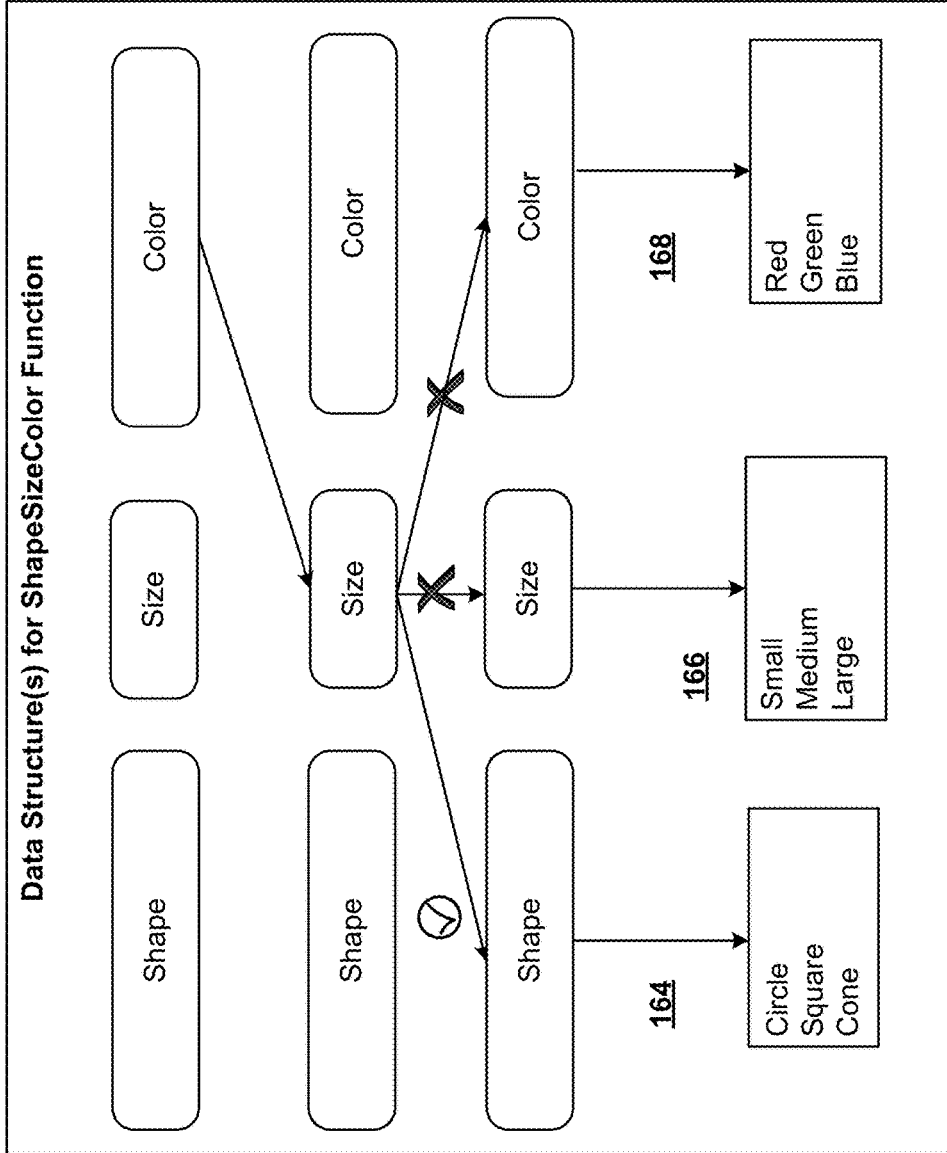 Data Structure(s) for ShapeSizeColor Function
Shape
Size
Color
Shape
Size
Color
Shape
Size
Color
164
166
168
Circle
Square
Cone
Small
Medium
Large
Red
Green
Blue